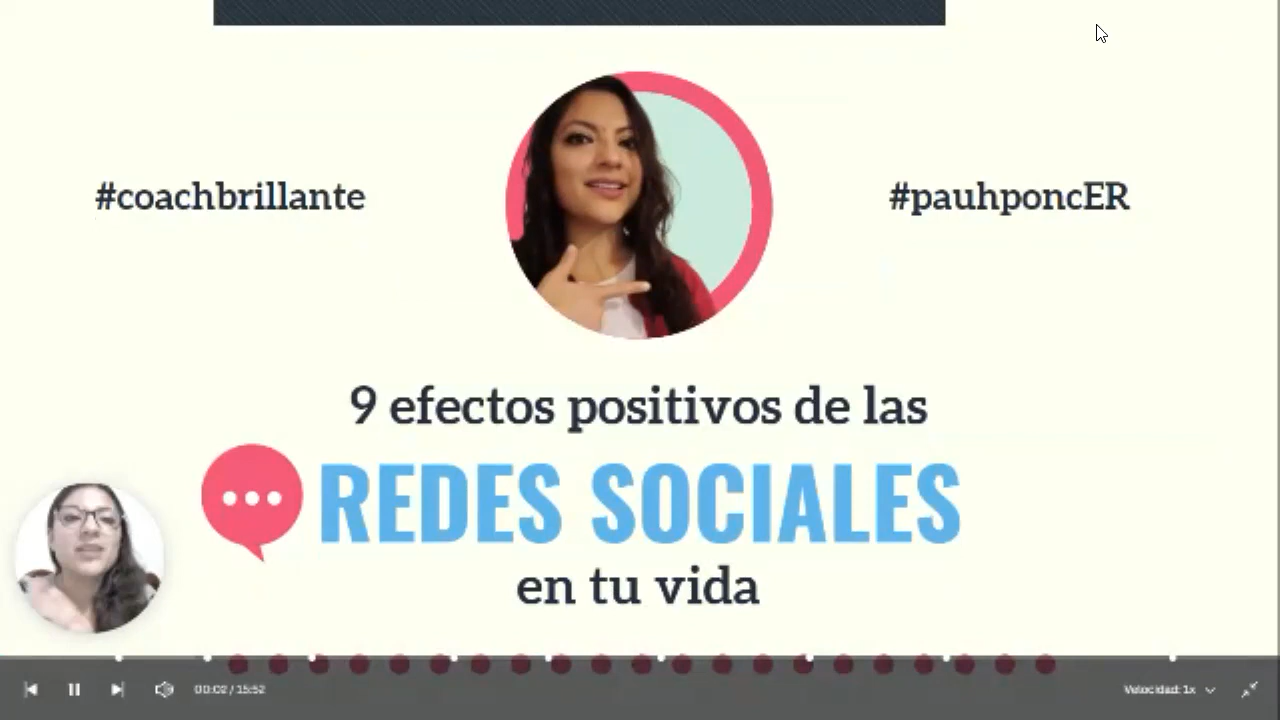 #coachbrillante
#pauhponcER
9 efectos positivos de las
REDES SOCIALES
en tu vida
00:02 / 15:52
Velocidad: 1x